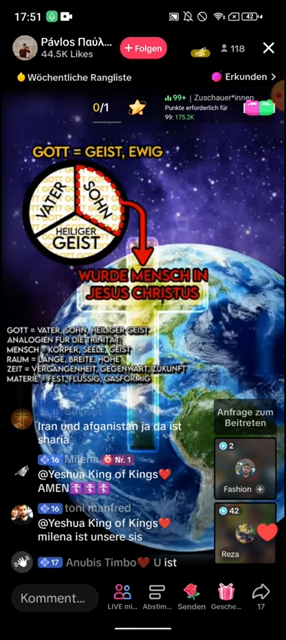 17:51
42
Pávlos Παύλ...
44.5K Likes
+ Folgen
118
Wöchentliche Rangliste
Erkunden >
0/1
99+ | Zuschauer*innen
Punkte erforderlich für
99: 175.2K
GOTT = GEIST, EWIG
VATER
SOHN
HEILIGER
GEIST
WURDE MENSCH IN
JESUS CHRISTUS
GOTT = VATER, SOHN, HEILIGER GEIST
ANALOGIEN FÜR DIE TRINITÄT
MENSCH = KÖRPER, SEELE, GEIST
RAUM = LÄNGE, BREITE, HÖHE
ZEIT = VERGANGENHEIT, GEGENWART, ZUKUNFT
MATERIE = FEST, FLÜSSIG, GASFÖRMIG
Iran und afganistan ja da ist
sharia
16 Milena Nr. 1
@Yeshua King of Kings❤️
AMEN✝️✝️✝️
16 toni manfred
@Yeshua King of Kings❤️
milena ist unsere sis
17 Anubis Timbo❤️ U ist
Anfrage zum
Beitreten
2
Fashion +
42
Reza
Komment...
LIVE mi...
Abstim...
Senden
Gesche...
17